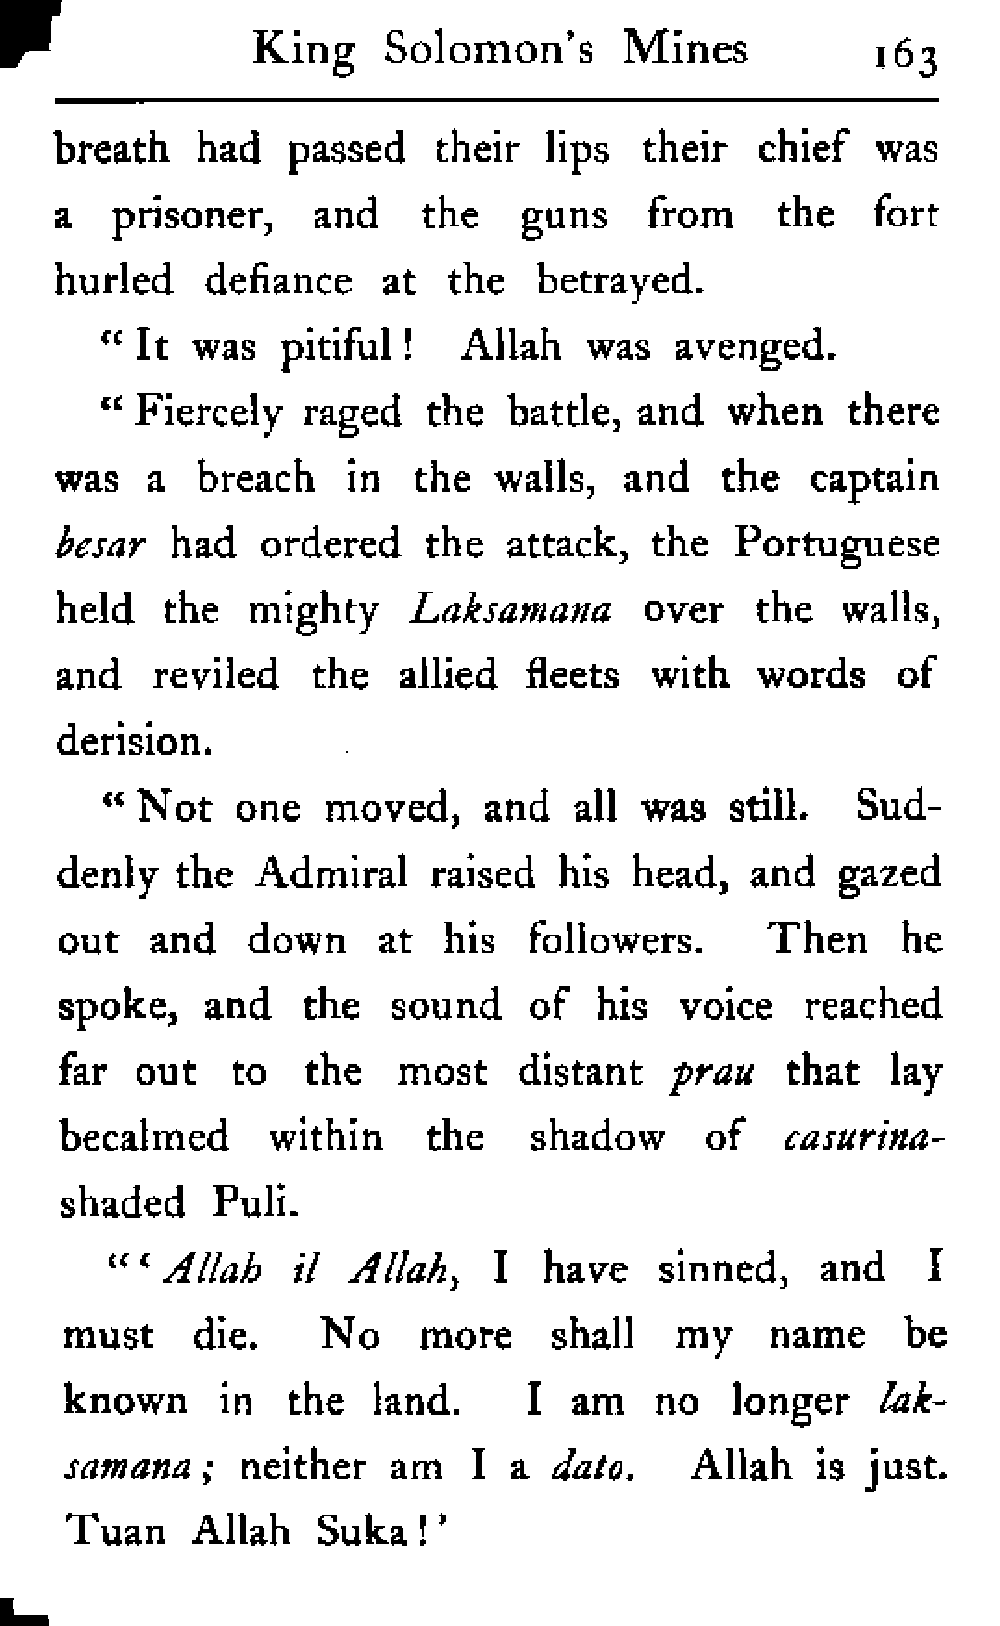 King Solomon's Mines 163
breath had passed their lips their chief was
a prisoner, and the guns from the fort
hurled defiance at the betrayed.
“ It was pitiful ! Allah was avenged.
“ Fiercely raged the battle, and when there
was a breach in the walls, and the captain
besar had ordered the attack, the Portuguese
held the mighty Laksamana over the walls,
and reviled the allied fleets with words of
derision.
“ Not one moved, and all was still. Sud-
denly the Admiral raised his head, and gazed
out and down at his followers. Then he
spoke, and the sound of his voice reached
far out to the most distant prau that lay
becalmed within the shadow of casurina-
shaded Puli.
“ ‘ Allah il Allah, I have sinned, and I
must die. No more shall my name be
known in the land. I am no longer lak-
samana ; neither am I a dato. Allah is just.
Tuan Allah Suka ! ’